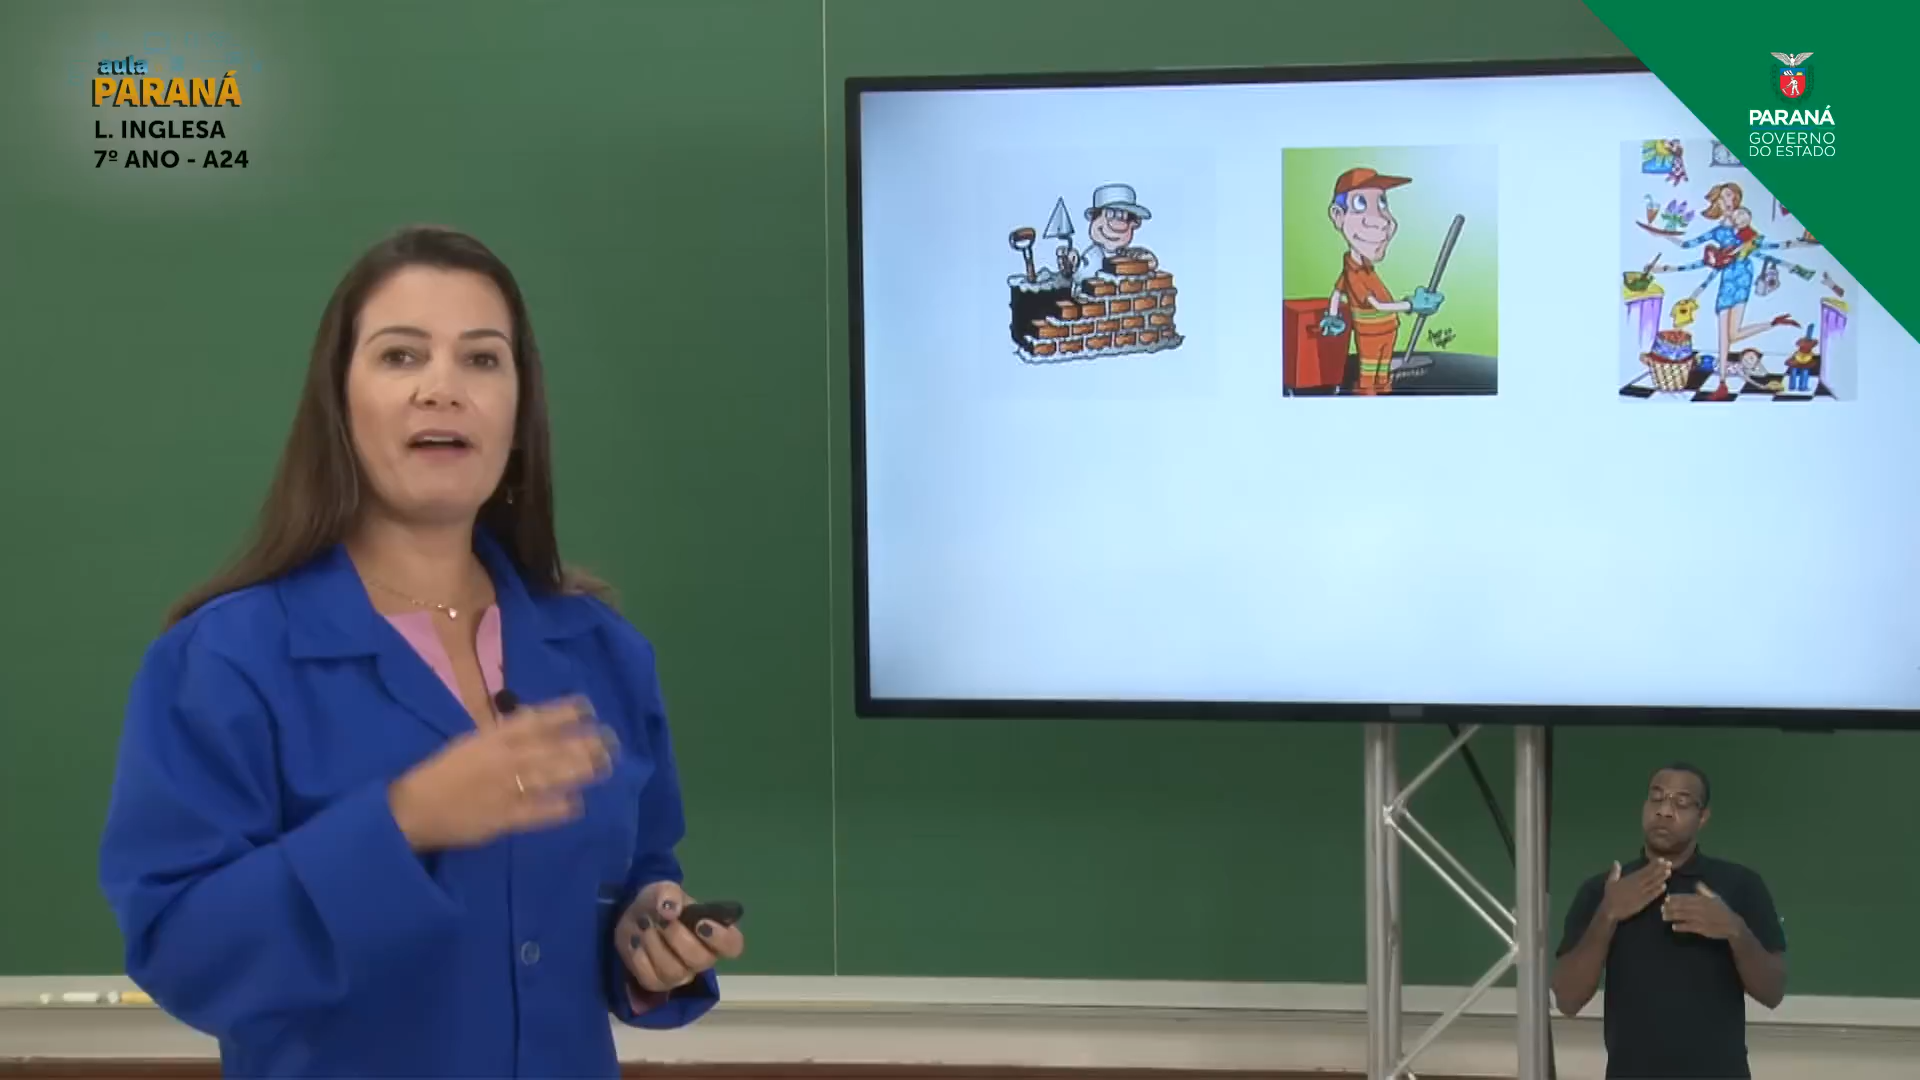 aula
PARANÁ
L. INGLESA
7º ANO - A24
PARANÁ
GOVERNO
DO ESTADO